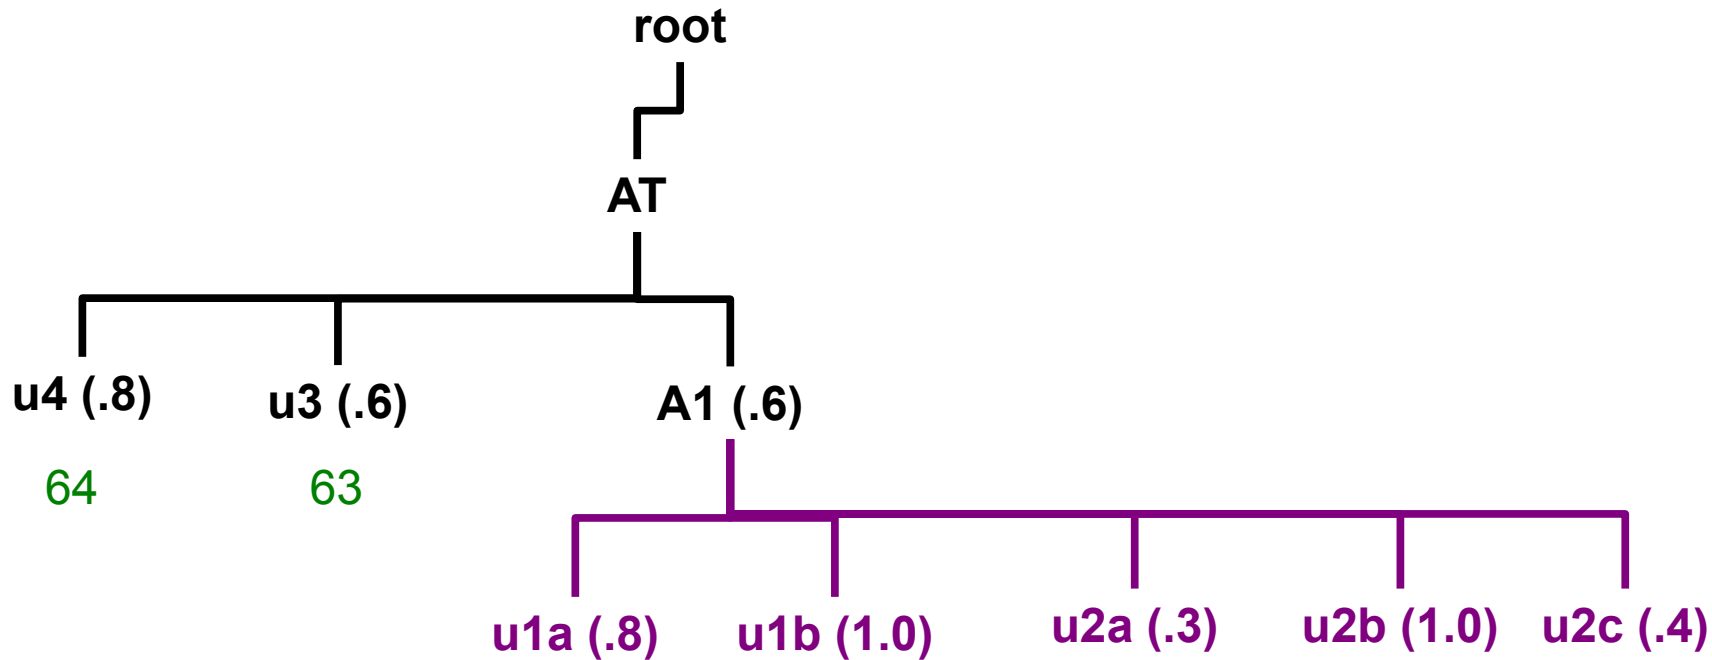 root
AT
u4 (.8)
u3 (.6)
A1 (.6)
64
63
u1a (.8)
u1b (1.0)
u2a (.3)
u2b (1.0)
u2c (.4)